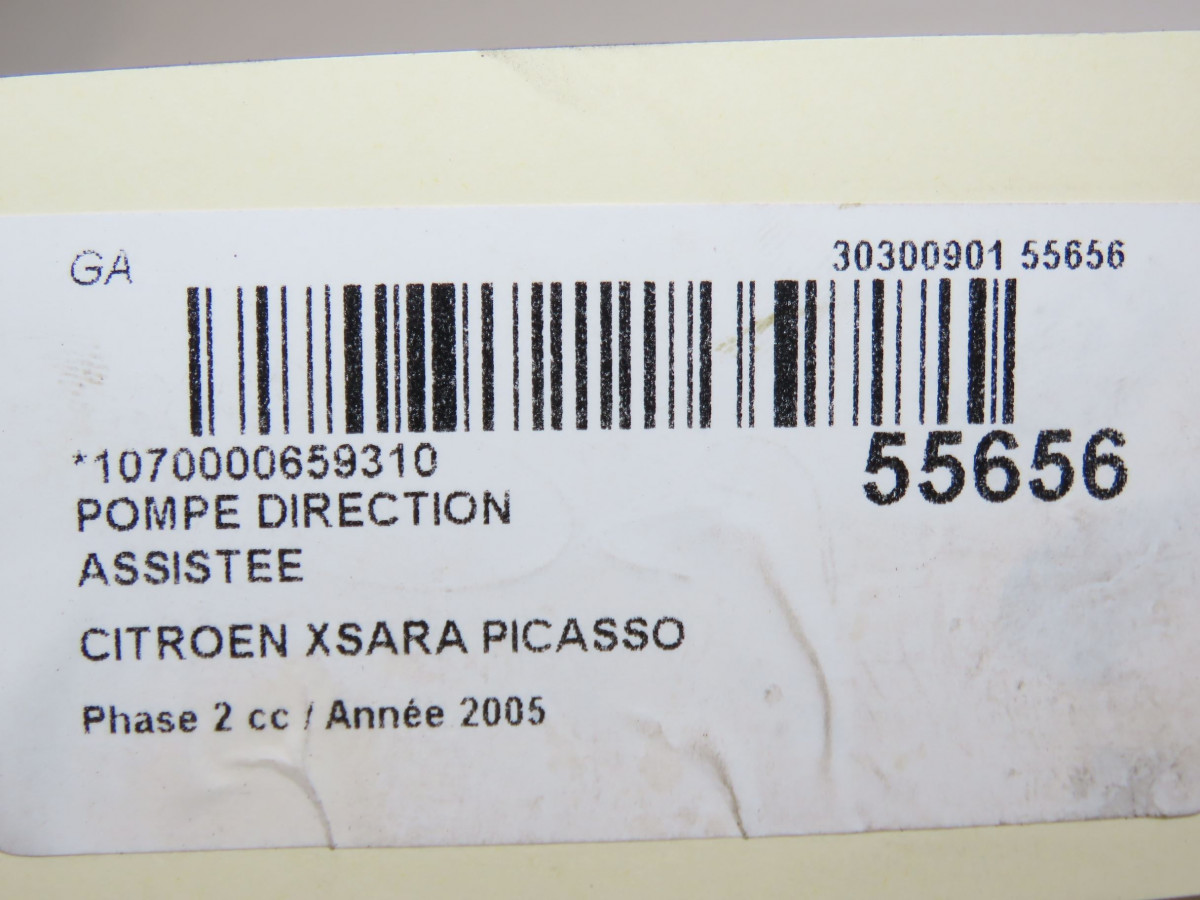 GA
30300901 55656
*1070000659310
55656
POMPE DIRECTION
ASSISTEE
CITROEN XSARA PICASSO
Phase 2 cc / Année 2005